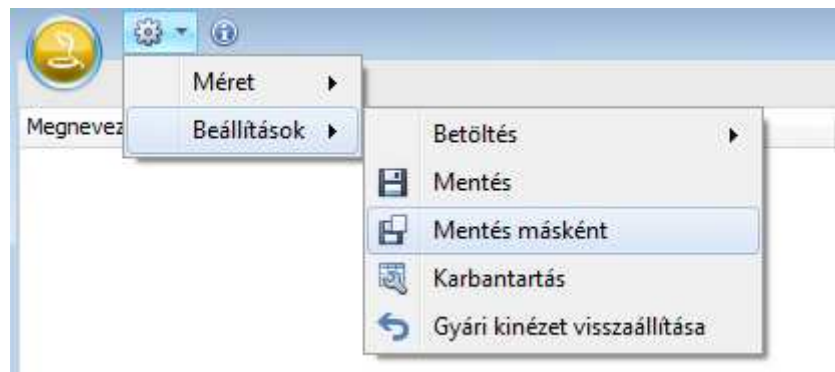 Méret
Megnevez
Beállítások
Betöltés
Mentés
Mentés másként
Karbantartás
Gyári kinézet visszaállítása